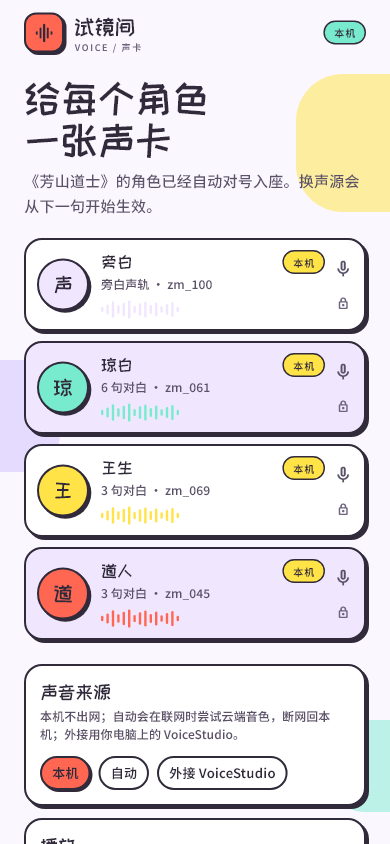 试镜间
VOICE / 声卡
本机
给每个角色
一张声卡
《芳山道士》的角色已经自动对号入座。换声源会
从下一句开始生效。
声
旁白
旁白声轨 · zm_100
本机
琼
琼白
6 句对白 · zm_061
本机
王
王生
3 句对白 · zm_069
本机
道
道人
3 句对白 · zm_045
本机
声音来源
本机不出网；自动会在联网时尝试云端音色，断网回本
机；外接用你电脑上的 VoiceStudio。
本机
自动
外接 VoiceStudio